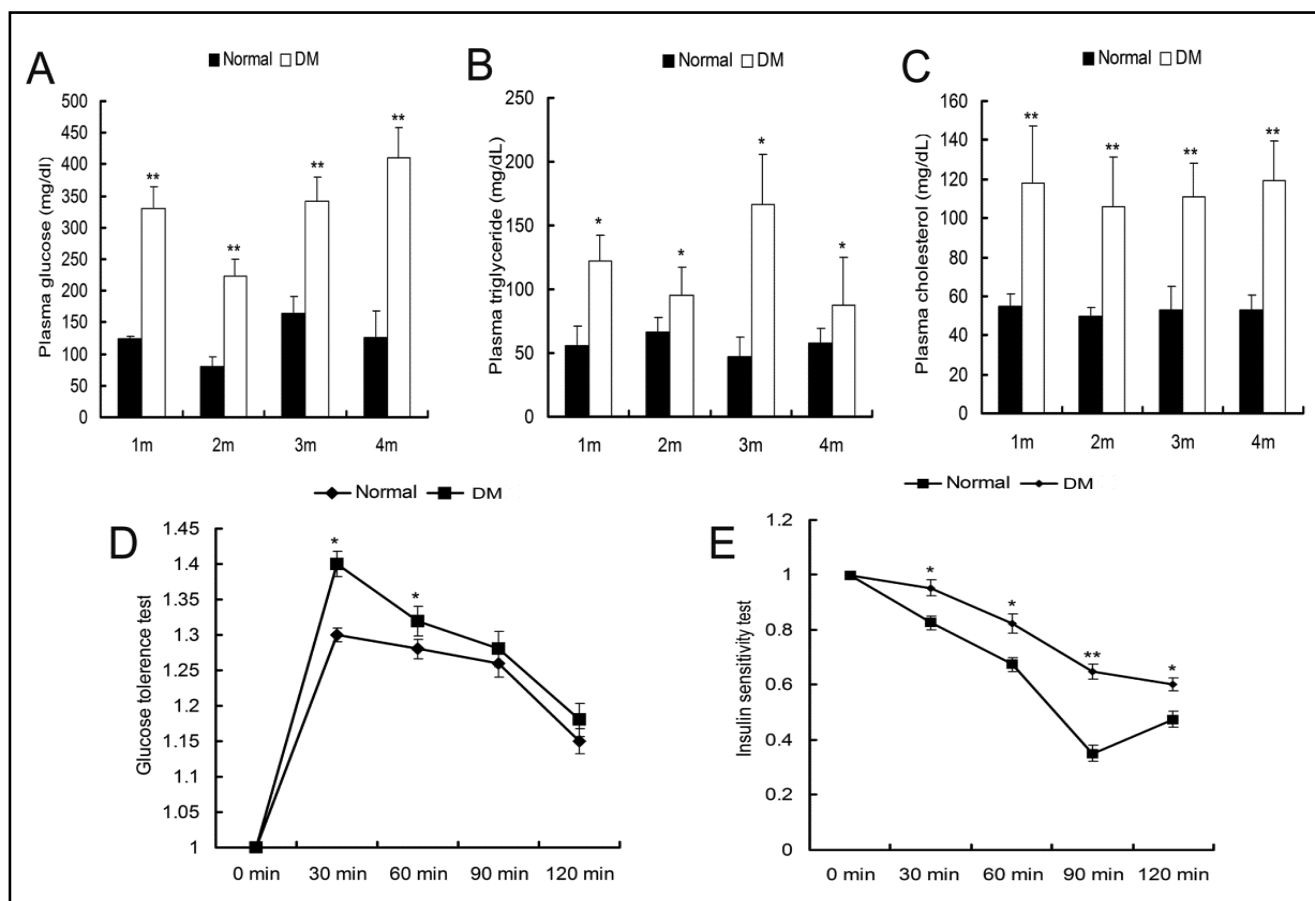 A
Normal DM
Plasma glucose (mg/dl)
500
450
400
350
300
250
200
150
100
50
0
** ** ** **
1m 2m 3m 4m
B
Normal DM
Plasma triglyceride (mg/dL)
250
200
150
100
50
0
* * * *
1m 2m 3m 4m
C
Normal DM
Plasma cholesterol (mg/dL)
160
140
120
100
80
60
40
20
0
** ** ** **
1m 2m 3m 4m
D
Normal DM
Glucose tolerence test
1.45
1.4
1.35
1.3
1.25
1.2
1.15
1.1
1.05
1
* *
0 min 30 min 60 min 90 min 120 min
E
Normal DM
Insulin sensitivity test
1.2
1
0.8
0.6
0.4
0.2
0
* * ** *
0 min 30 min 60 min 90 min 120 min